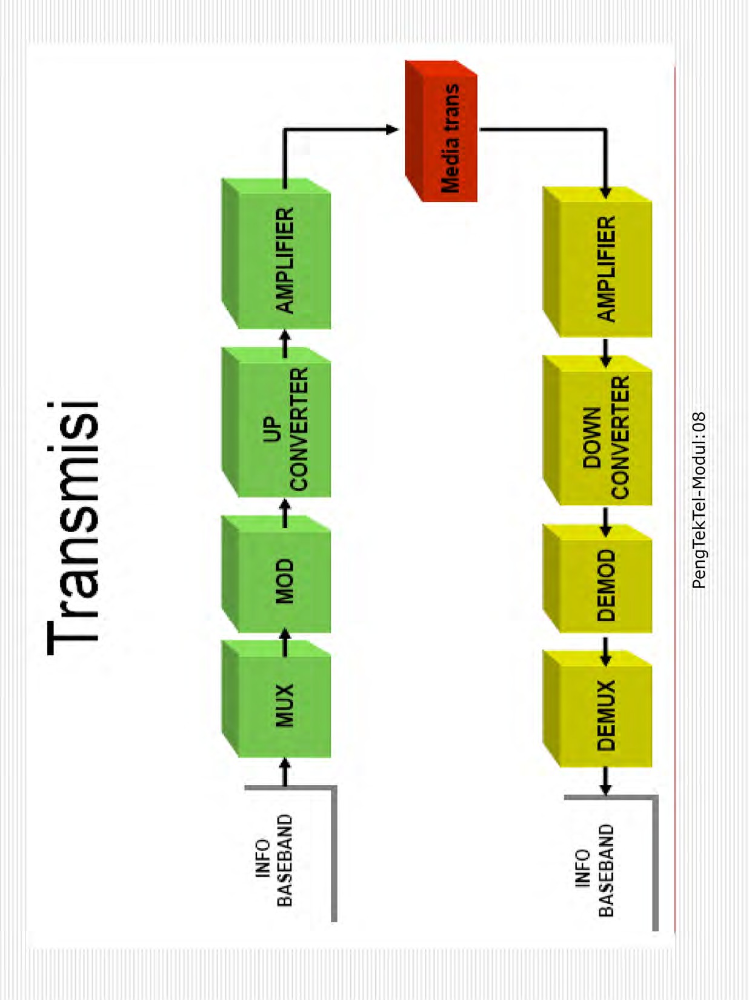 Transmisi
INFO
BASEBAND
MUX
MOD
UP
CONVERTER
AMPLIFIER
Media trans
AMPLIFIER
DOWN
CONVERTER
DEMOD
DEMUX
INFO
BASEBAND
PengTekTel-Modul:08